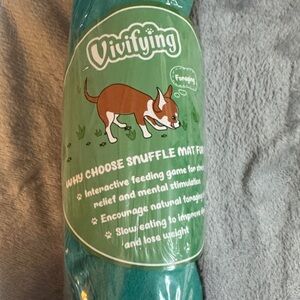 Vivifying
Foraging
WHY CHOOSE SNUFFLE MAT
Interactive feeding game for
relief and mental stimulation
Encourage natural
Slow eating to improve
and lose weight